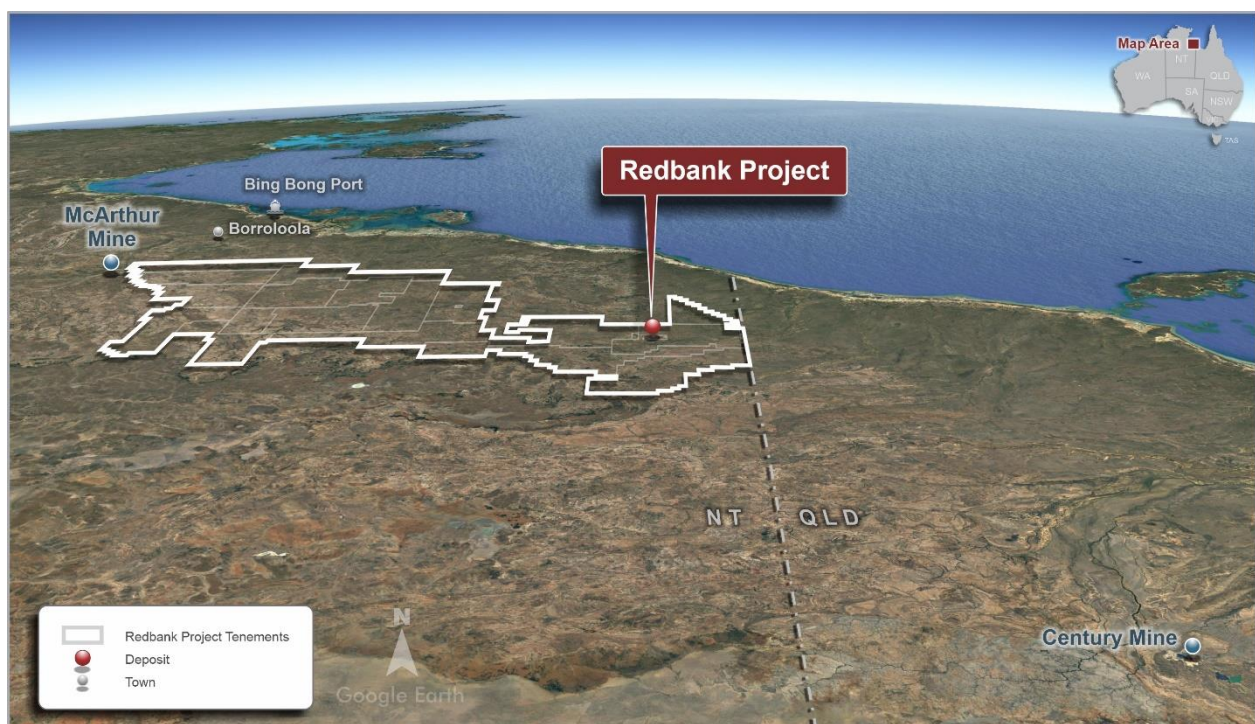 Map Area
NT
WA
QLD
SA
NSW
TAS
Redbank Project
Bing Bong Port
McArthur
Mine
Borroloola
NT
QLD
Century Mine
Redbank Project Tenements
Deposit
Town
N
Google Earth